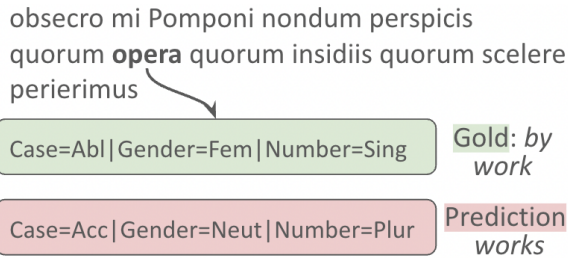 obsecro mi Pomponi nondum perspicis
quorum opera quorum insidiis quorum scelere
perierimus
Case=Abl|Gender=Fem|Number=Sing
Gold: by
work
Case=Acc|Gender=Neut|Number=Plur
Prediction
works